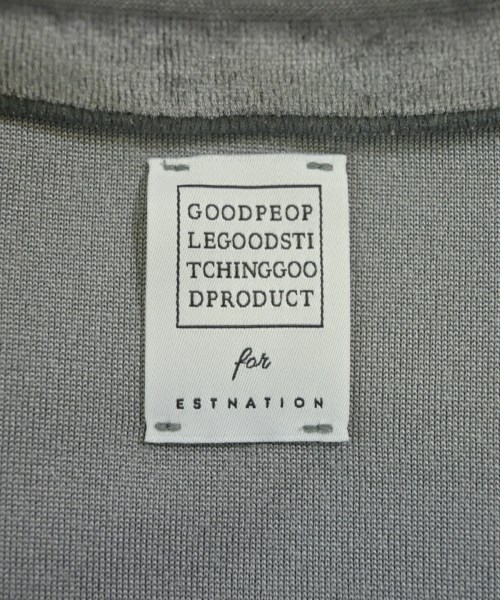 GOODPEOP
LEGOODSTI
TCHINGGOO
DPRODUCT
for
ESTNATION